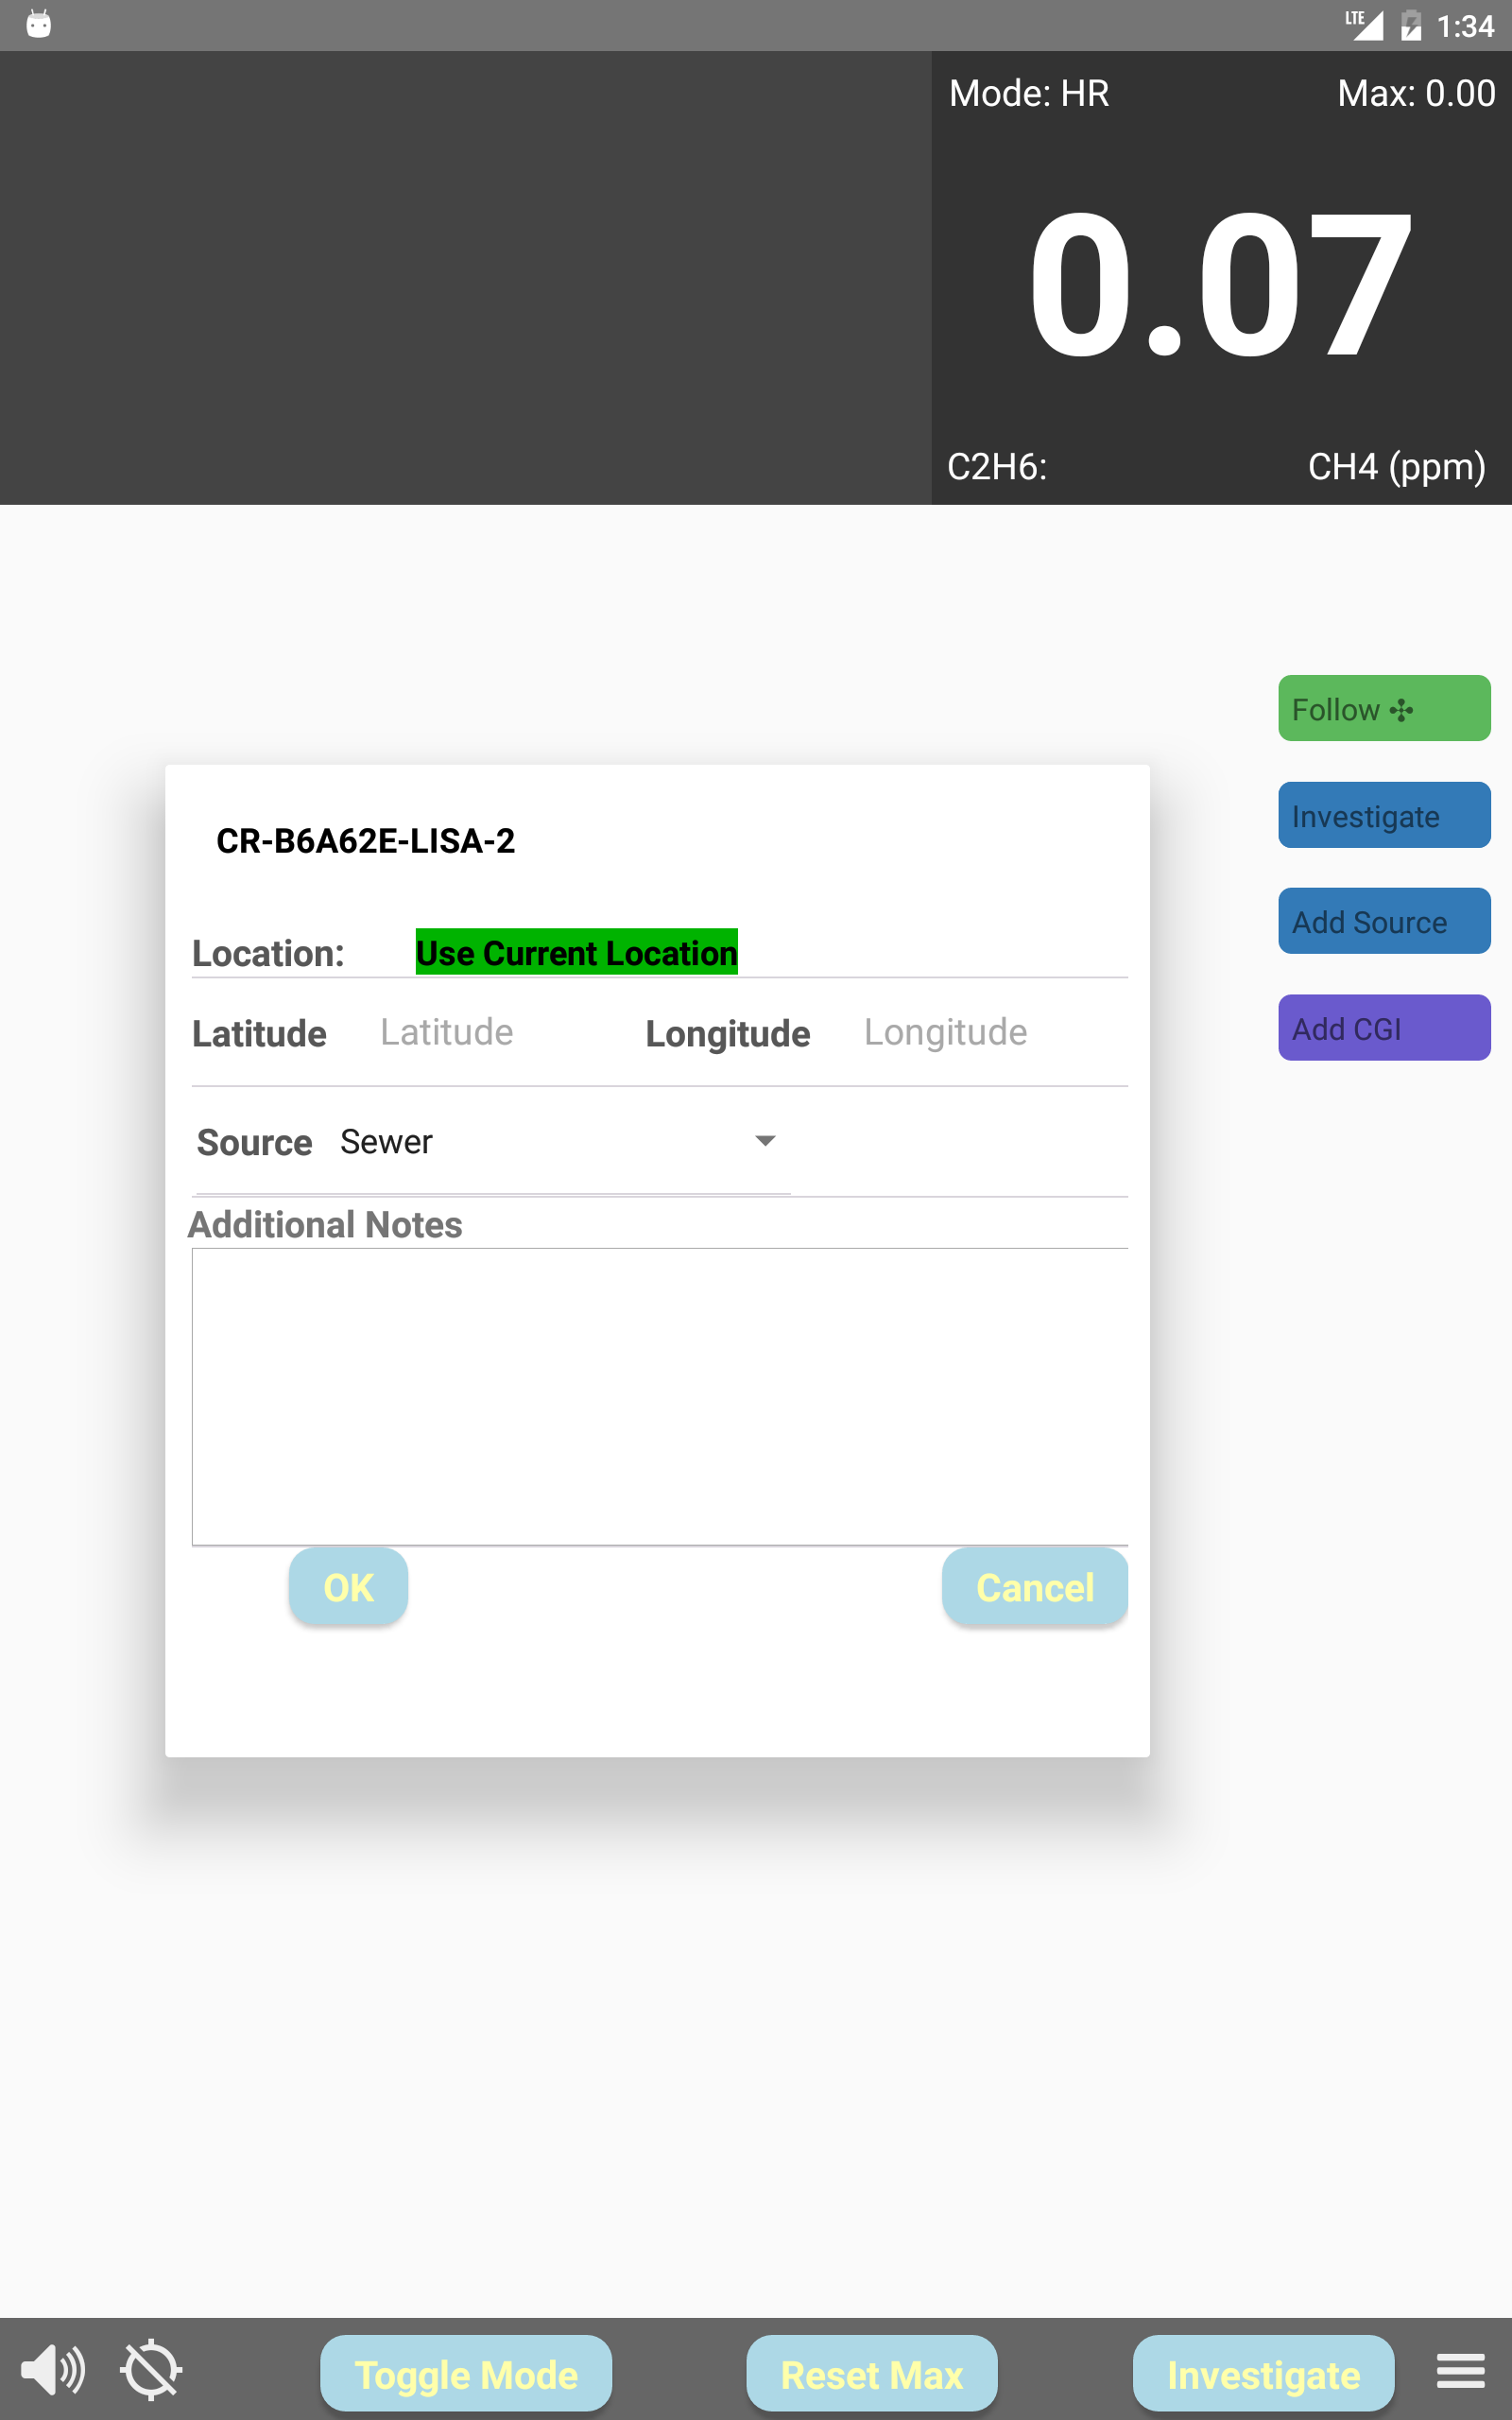 LTE 1:34
Mode: HR Max: 0.00
0.07
C2H6: CH4 (ppm)
Follow
Investigate
Add Source
Add CGI
CR-B6A62E-LISA-2
Location: Use Current Location
Latitude Latitude Longitude Longitude
Source Sewer
Additional Notes
OK Cancel
Toggle Mode Reset Max Investigate